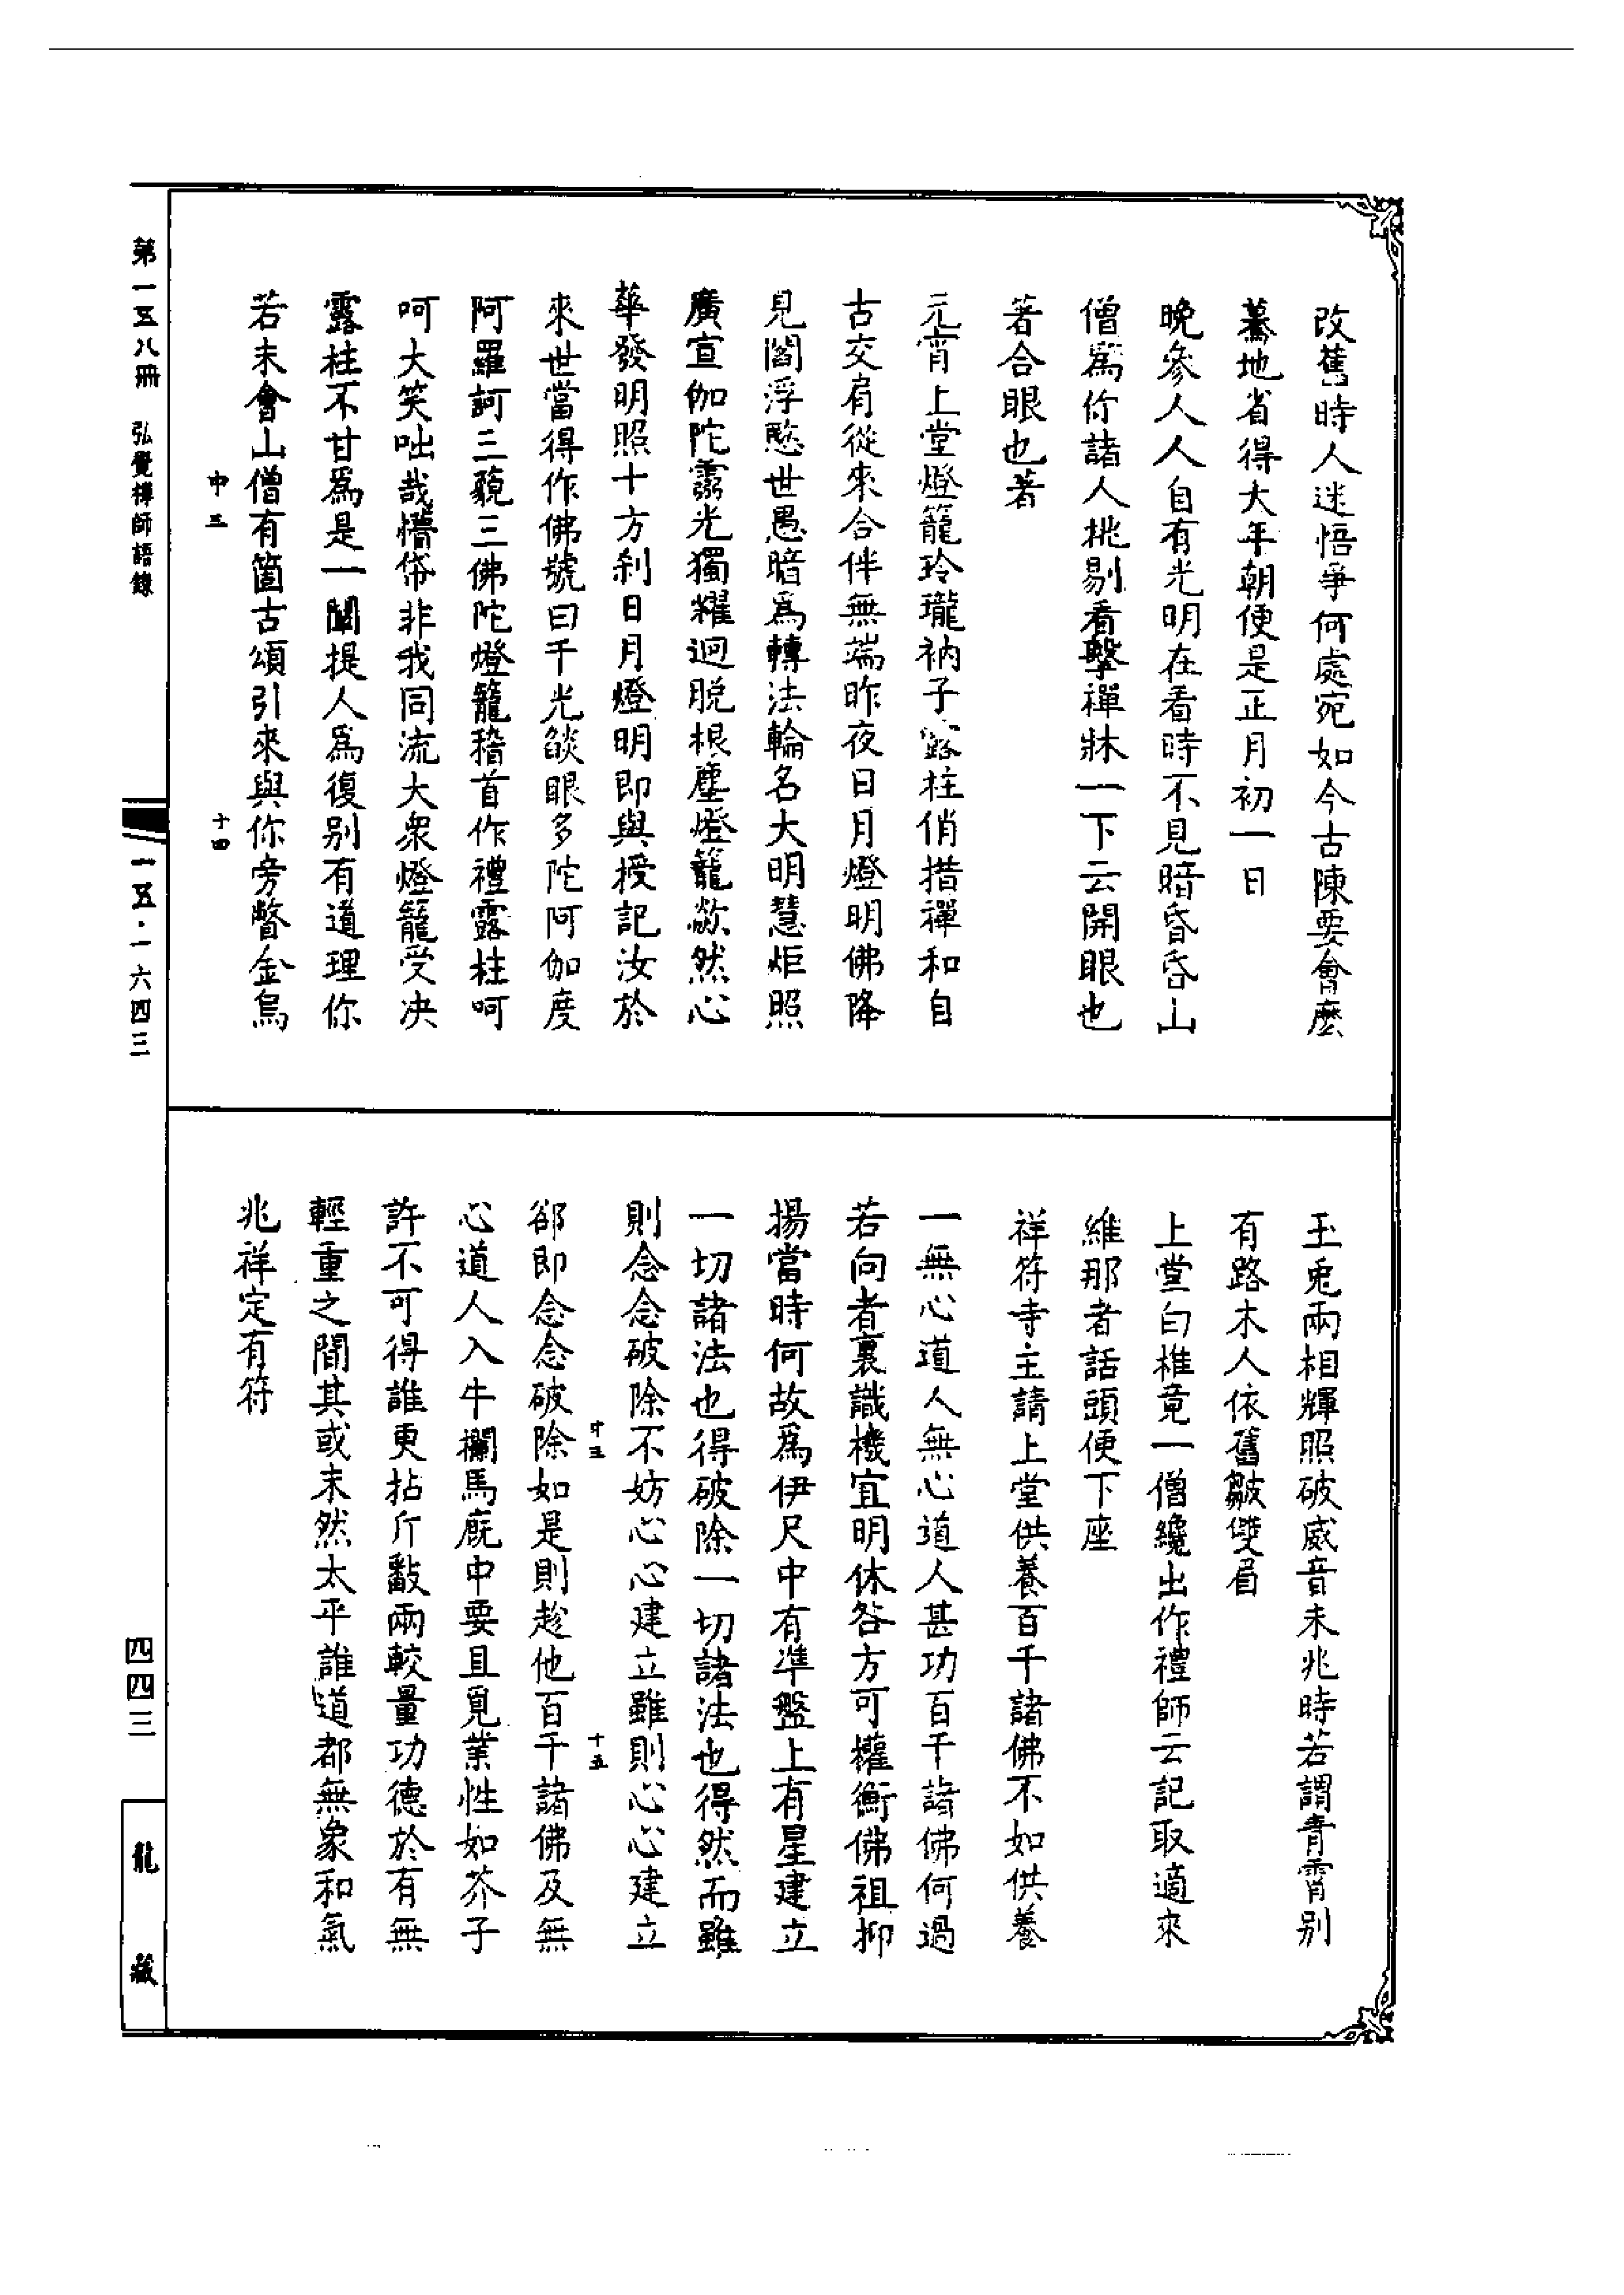 改舊時人迷悟爭何處宛如今古陳要會麼
驀地省得大年朝便是正月初一日
晚參人人自有光明在看時不見暗昏昏山
僧爲你諸人挑剔看擊禪牀一下云開眼也
著合眼也著
元宵上堂燈籠玲瓏衲子露柱俏措禪和自
古交肩從來合伴無端昨夜日月燈明佛降
見閻浮愍世愚暗爲轉法輪名大明慧炬照
廣宣伽陀靈光獨耀迥脫根塵燈籠歘然心
華發明照十方刹日月燈明即與授記汝於
來世當得作佛號曰千光燄眼多陀阿伽度
阿羅訶三藐三佛陀燈籠稽首作禮露柱呵
呵大笑咄哉懵俗非我同流大衆燈籠受決
露柱不甘爲是一闡提人爲復別有道理你
若未會山僧有箇古頌引來與你旁瞥金烏
中三
十四
玉兎兩相輝照破威音未兆時若謂青霄別
有路木人依舊皺雙眉
上堂白椎竟一僧纔出作禮師云記取適來
維那者話頭便下座
祥符寺主請上堂供養百千諸佛不如供養
一無心道人無心道人甚功百千諸佛何過
若向者裏識機宜明休咎方可權衡佛祖抑
揚當時何故爲伊尺中有準盤上有星建立
一切諸法也得破除一切諸法也得然而雖
則念念破除不妨心心建立雖則心心建立
中三
十五
郤即念念破除如是則趁他百千諸佛及無
心道人入牛欄馬廐中要且覓業性如芥子
許不可得誰更拈斤敠兩較量功德於有無
輕重之間其或未然太平誰道都無象和氣
兆祥定有符
第一五八冊
弘覺禪師語錄
一五·一六四三
四四三
龍藏